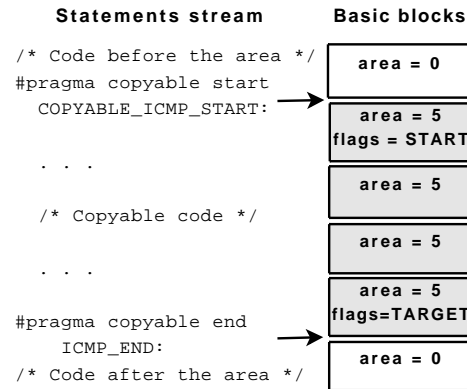 Statements stream
/* Code before the area */
#pragma copyable start
COPYABLE_ICMP_START:
. . .
/* Copyable code */
. . .
#pragma copyable end
ICMP_END:
/* Code after the area */
Basic blocks
area = 0
area = 5
flags = START
area = 5
area = 5
area = 5
flags=TARGET
area = 0